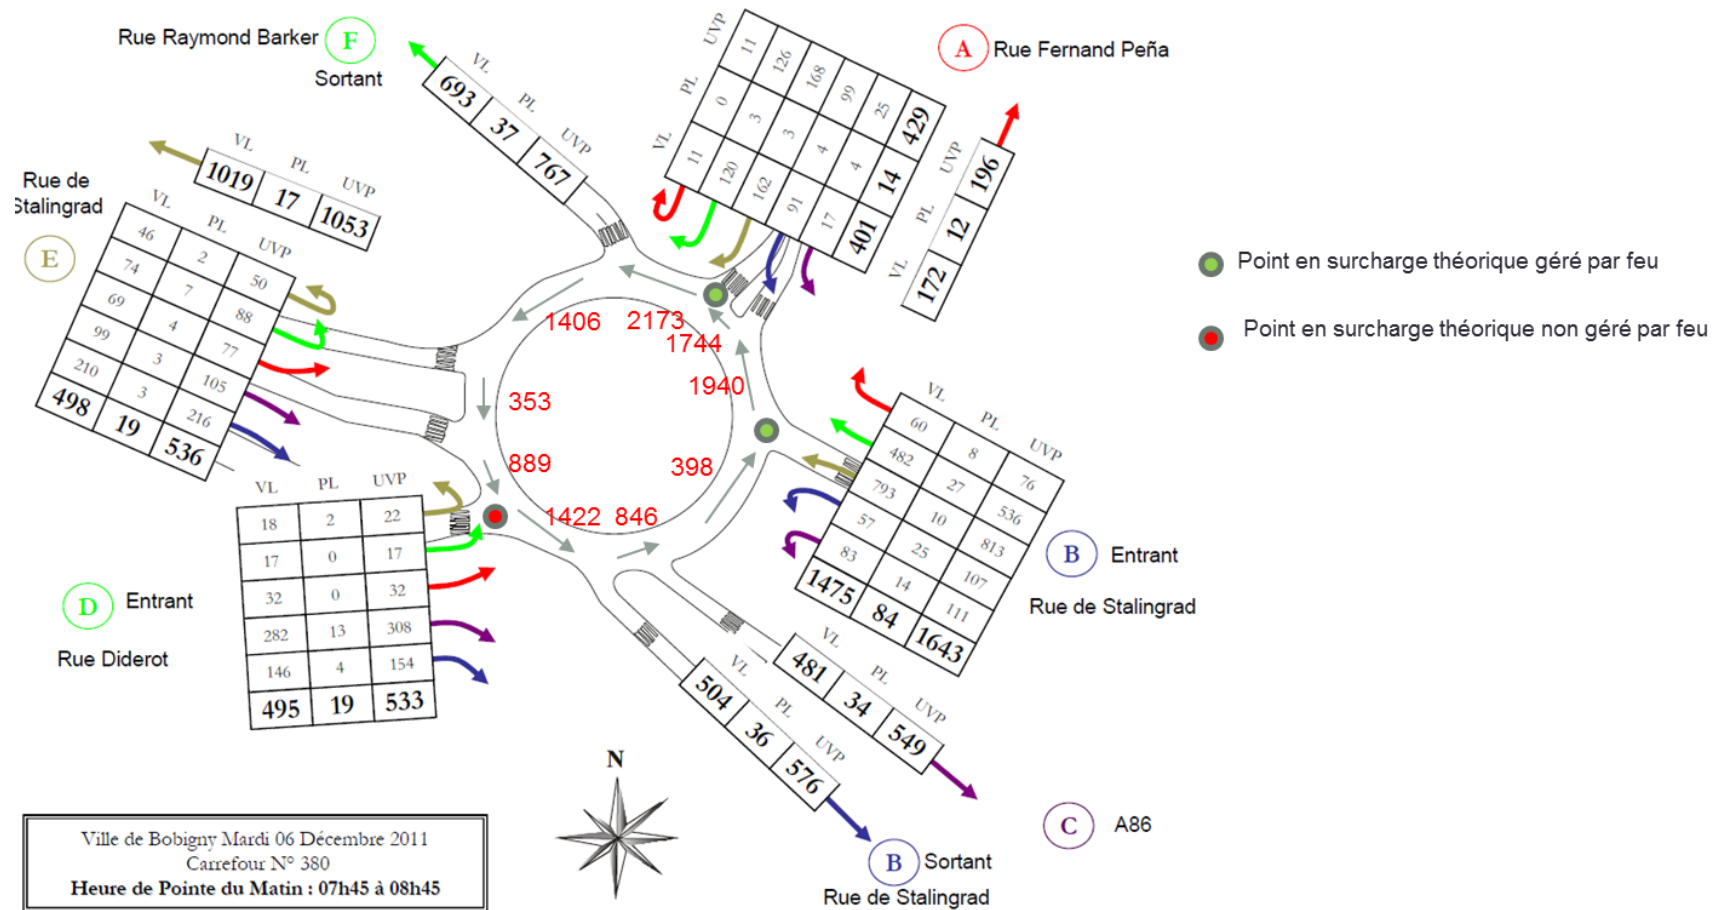 Rue Raymond Barker
F
Sortant
VL PL UVP
693 37 767
UVP 11 126 168 99 25 429
PL 0 3 3 4 4 14
VL 11 120 162 91 17 401
A
Rue Fernand Peña
UVP 196
PL 12
VL 172
VL PL UVP
1019 17 1053
Rue de
Stalingrad
E
VL PL UVP
46 2 50
74 7 88
69 4 77
99 3 105
210 3 216
498 19 536
Point en surcharge théorique géré par feu
Point en surcharge théorique non géré par feu
1406 2173
1744
1940
353
889
398
1422 846
VL PL UVP
60 8 76
482 27 536
793 10 813
57 25 107
83 14 111
1475 84 1643
B
Entrant
Rue de Stalingrad
VL PL UVP
18 2 22
17 0 17
32 0 32
282 13 308
146 4 154
495 19 533
D
Entrant
Rue Diderot
VL PL UVP
481 34 549
VL PL UVP
504 36 576
C
A86
B
Sortant
Rue de Stalingrad
N
Ville de Bobigny Mardi 06 Décembre 2011
Carrefour N° 380
Heure de Pointe du Matin : 07h45 à 08h45